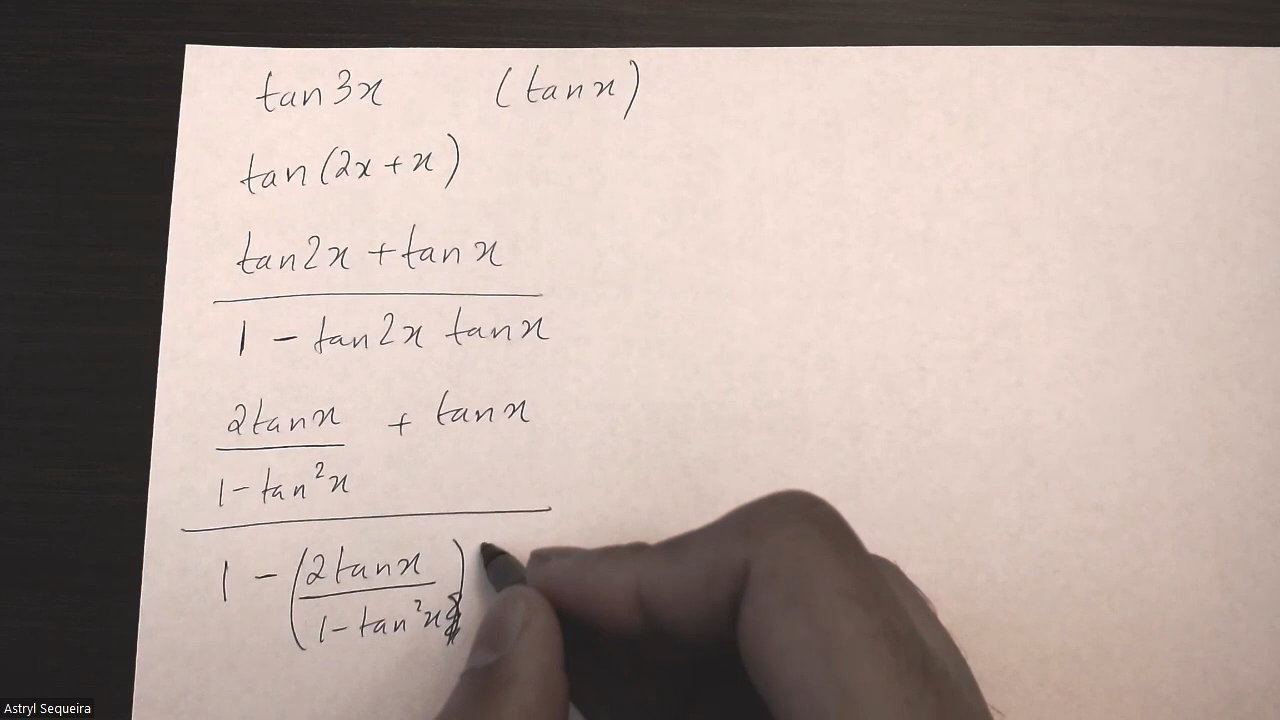 tan3x (tanx)
tan(2x+x)
tan2x + tanx
1 - tan2x tanx
2tanx + tanx
1-tan²x
1 - (2tanx)
1-tan²x
Astryl Sequeira